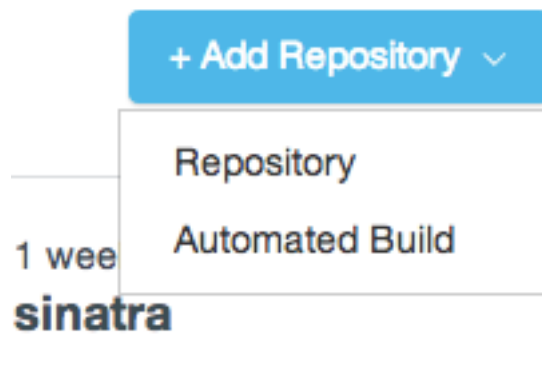 + Add Repository
Repository
Automated Build
1 wee
sinatra